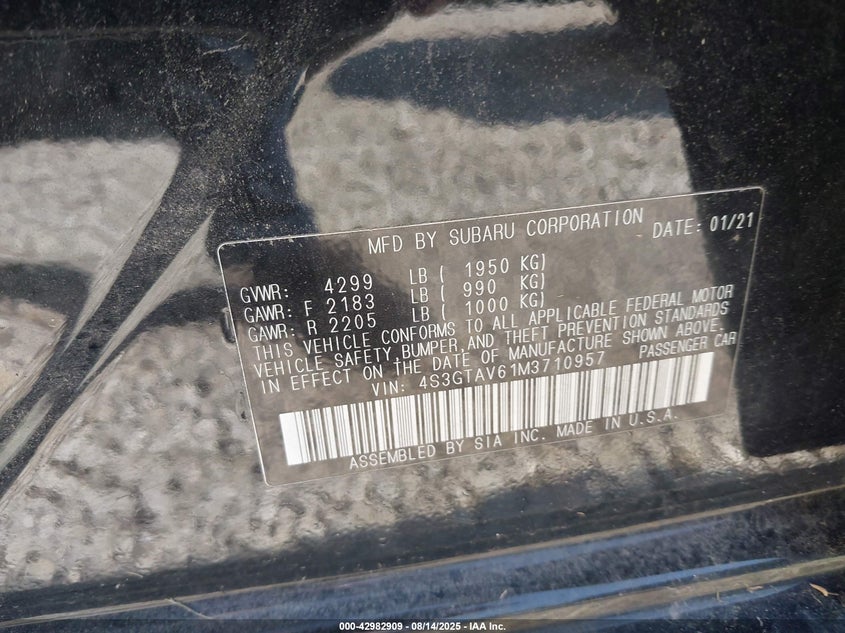 MFD BY SUBARU CORPORATION DATE: 01/21
GVWR: 4299 LB ( 1950 KG)
GAWR: F 2183 LB ( 990 KG)
GAWR: R 2205 LB ( 1000 KG)
THIS VEHICLE CONFORMS TO ALL APPLICABLE FEDERAL MOTOR
VEHICLE SAFETY,BUMPER,AND THEFT PREVENTION STANDARDS
IN EFFECT ON THE DATE OF MANUFACTURE SHOWN ABOVE.
VIN: 4S3GTAV61M3710957 PASSENGER CAR
ASSEMBLED BY SIA INC. MADE IN U.S.A.
000-42982909 - 08/14/2025 - IAA Inc.